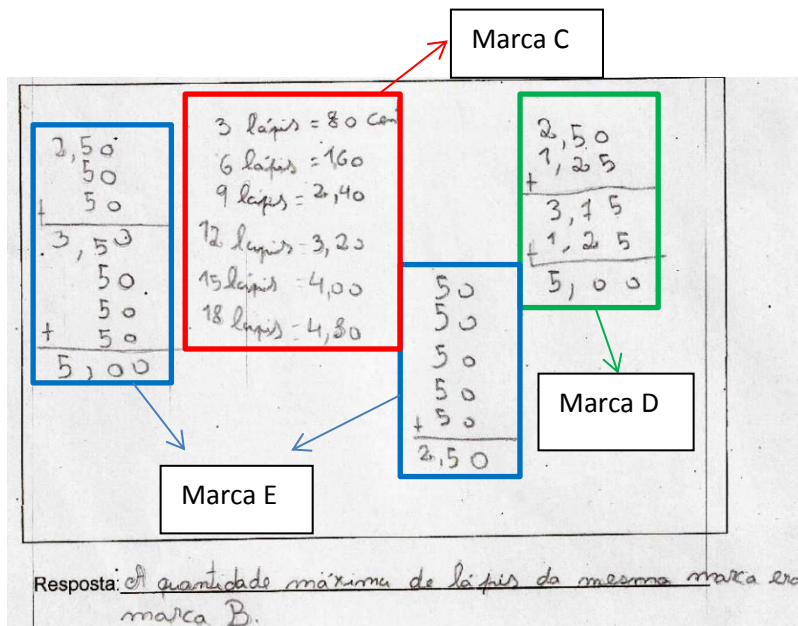 Marca C
2,50
50
+ 50
3,50
50
50
+ 50
5,00
3 lápis = 80 cen
6 lápis = 1,60
9 lápis = 2,40
12 lapis = 3,20
15 lápis = 4,00
18 lapis = 4,80
50
50
50
50
+ 50
2,50
2,50
1,25
+
3,75
+ 1,25
5,00
Marca D
Marca E
Resposta: A quantidade máxima de lápis da mesma marca era
marca B.